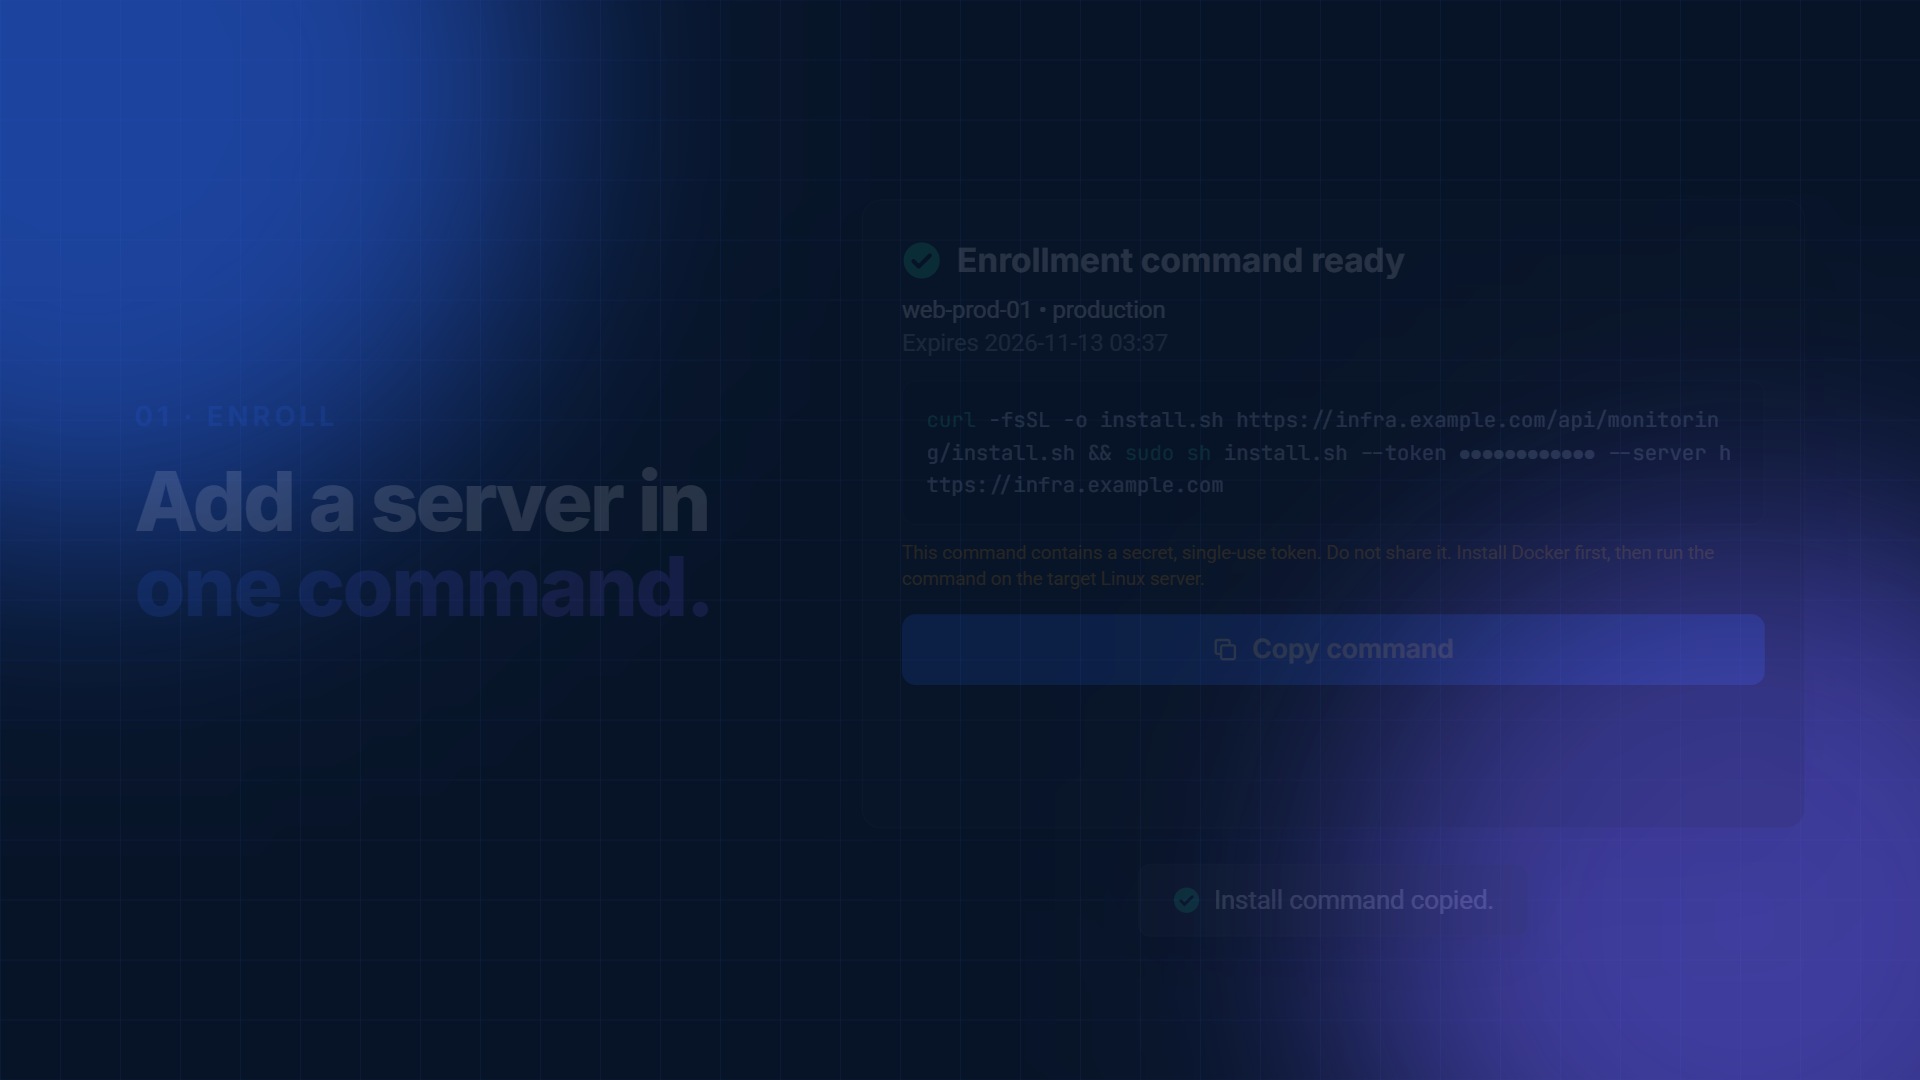 01 · ENROLL
Add a server in
one command.
Enrollment command ready
web-prod-01 • production
Expires 2026-11-13 03:37
curl -fsSL -o install.sh https://infra.example.com/api/monitorin
g/install.sh && sudo sh install.sh --token ●●●●●●●●●●●● --server h
ttps://infra.example.com
This command contains a secret, single-use token. Do not share it. Install Docker first, then run the
command on the target Linux server.
Copy command
Install command copied.